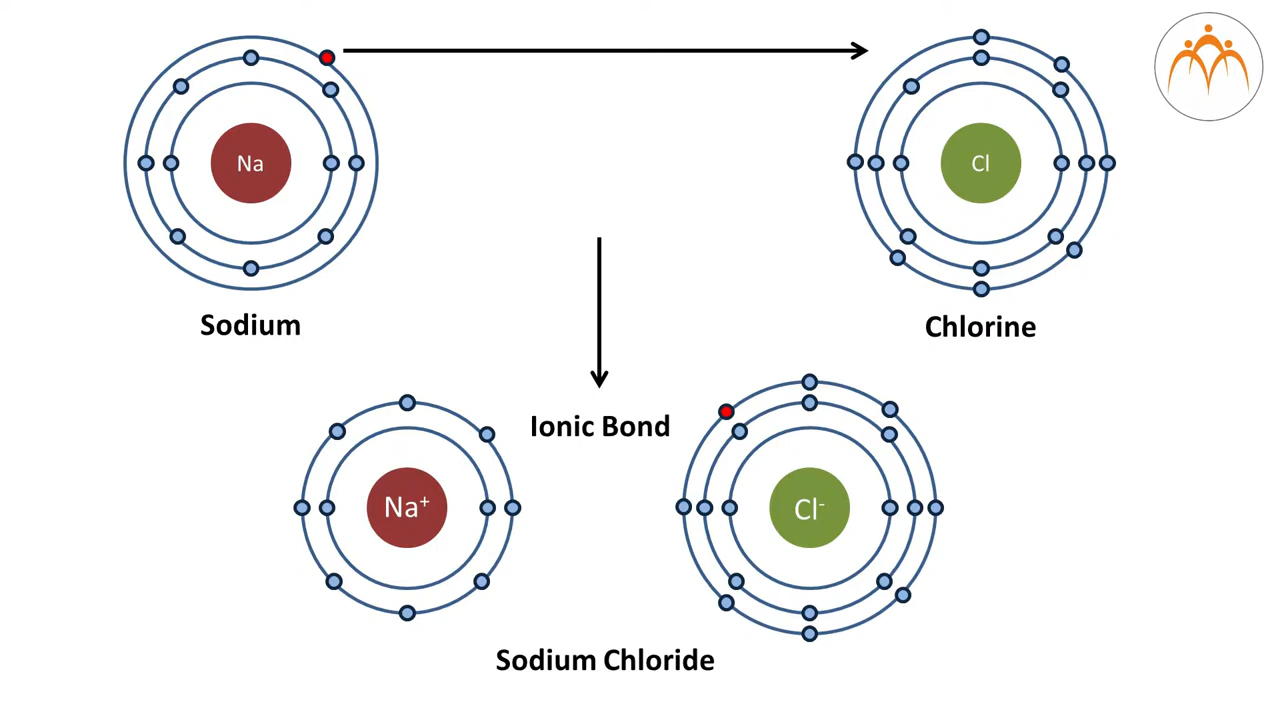 Na
Cl
Sodium
Chlorine
Ionic Bond
Na⁺
Cl⁻
Sodium Chloride